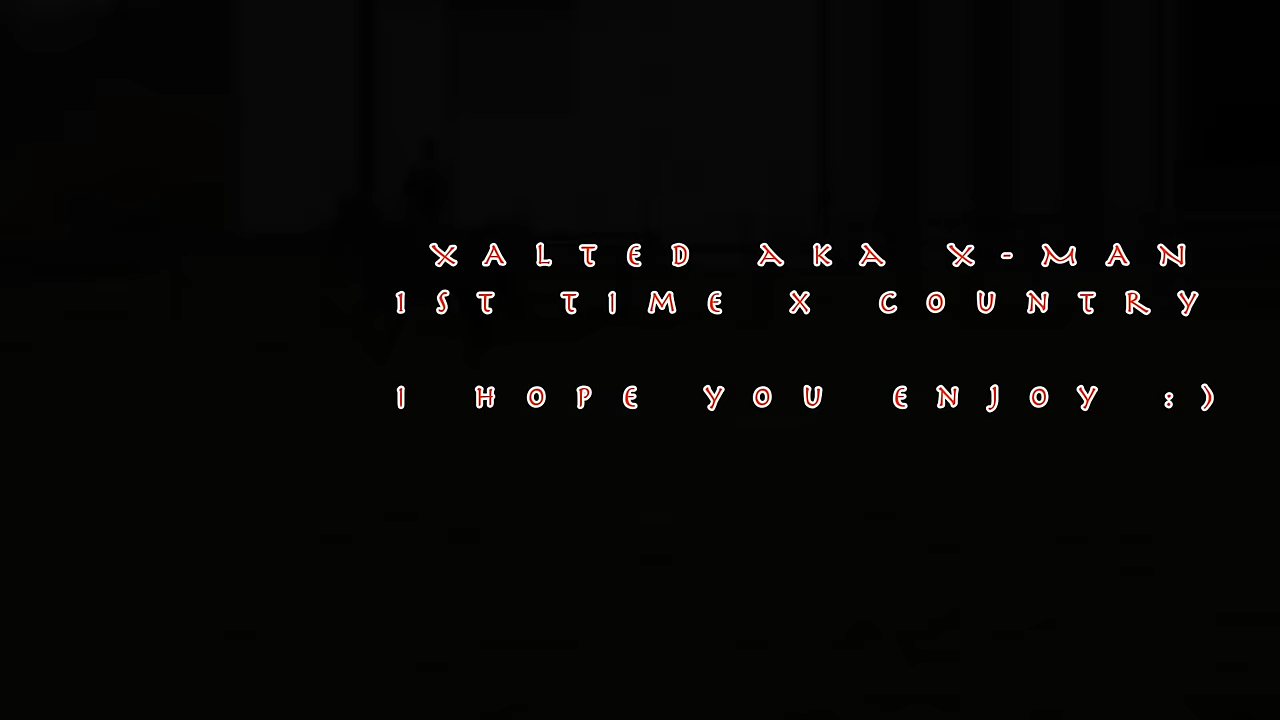 XALTED AKA X-MAN
1ST TIME X COUNTRY
I HOPE YOU ENJOY :)